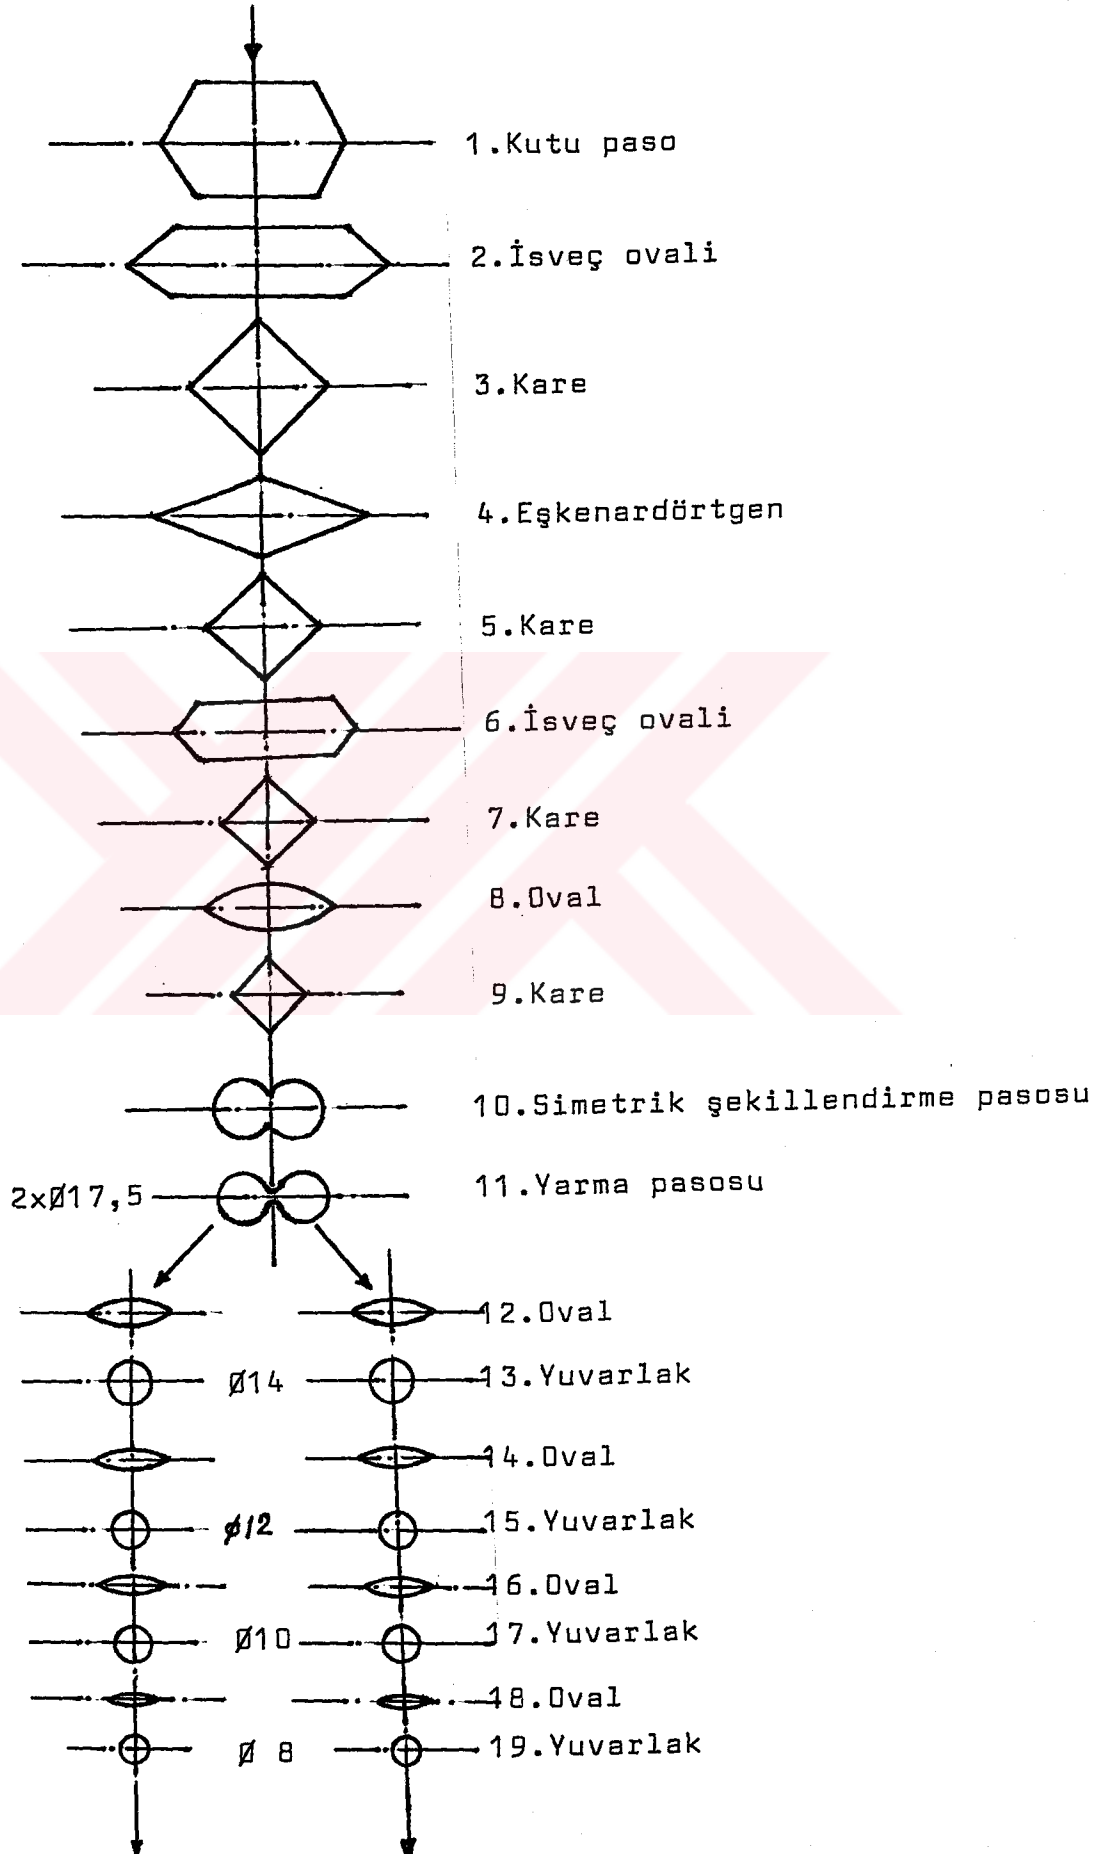 1.Kutu paso
2.İsveç ovali
3.Kare
4.Eşkenardörtgen
5.Kare
6.İsveç ovali
7.Kare
8.Oval
9.Kare
10.Simetrik şekillendirme pasosu
2xØ17,5 11.Yarma pasosu
12.Oval
Ø14 13.Yuvarlak
14.Oval
Ø12 15.Yuvarlak
16.Oval
Ø10 17.Yuvarlak
18.Oval
Ø 8 19.Yuvarlak